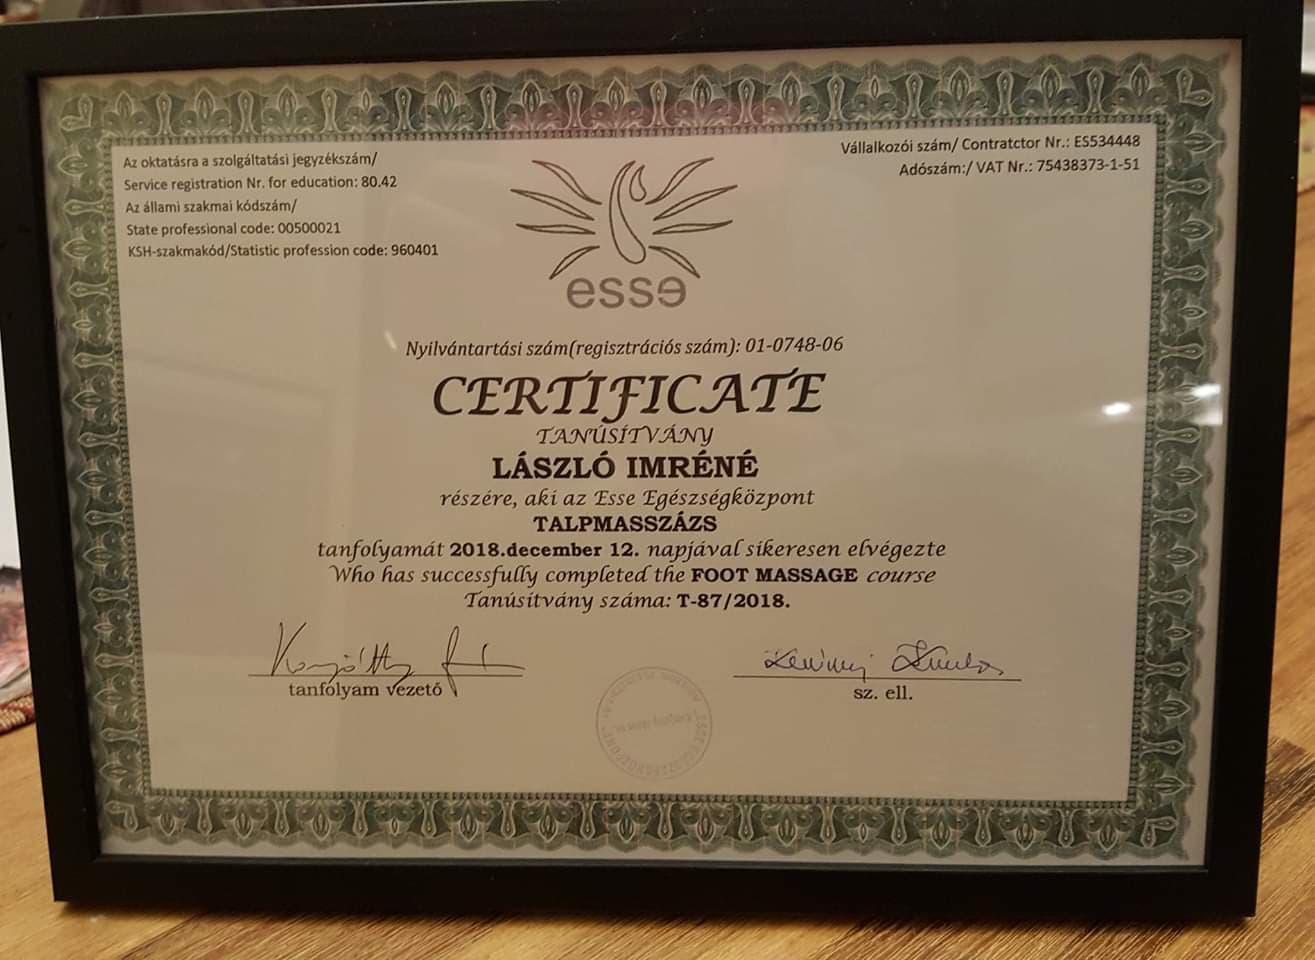 Az oktatásra a szolgáltatási jegyzékszám/
Service registration Nr. for education: 80.42
Az állami szakmai kódszám/
State professional code: 00500021
KSH-szakmakód/Statistic profession code: 960401
Vállalkozói szám/ Contratctor Nr.: ES534448
Adószám:/ VAT Nr.: 75438373-1-51
esse
Nyilvántartási szám(regisztrációs szám): 01-0748-06
CERTIFICATE
TANÚSÍTVÁNY
LÁSZLÓ IMRÉNÉ
részére, aki az Esse Egészségközpont
TALPMASSZÁZS
tanfolyamát 2018.december 12. napjával sikeresen elvégezte
Who has successfully completed the FOOT MASSAGE course
Tanúsítvány száma: T-87/2018.
tanfolyam vezető
sz. ell.